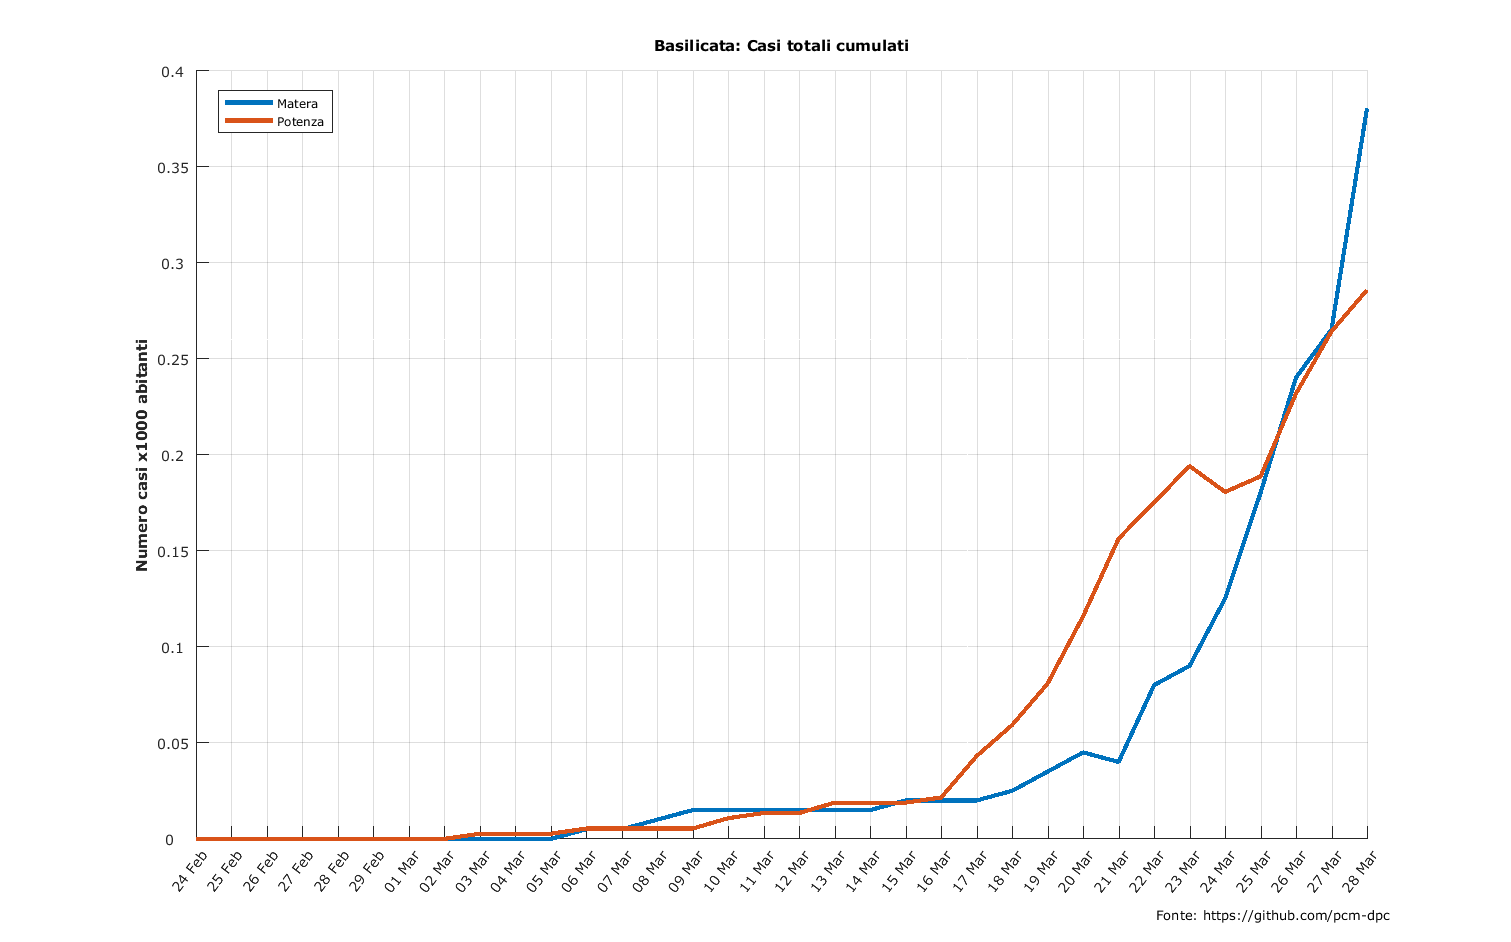 Basilicata: Casi totali cumulati
Matera
Potenza
Numero casi x1000 abitanti
0.4
0.35
0.3
0.25
0.2
0.15
0.1
0.05
0
24 Feb
25 Feb
26 Feb
27 Feb
28 Feb
29 Feb
01 Mar
02 Mar
03 Mar
04 Mar
05 Mar
06 Mar
07 Mar
08 Mar
09 Mar
10 Mar
11 Mar
12 Mar
13 Mar
14 Mar
15 Mar
16 Mar
17 Mar
18 Mar
19 Mar
20 Mar
21 Mar
22 Mar
23 Mar
24 Mar
25 Mar
26 Mar
27 Mar
28 Mar
Fonte: https://github.com/pcm-dpc